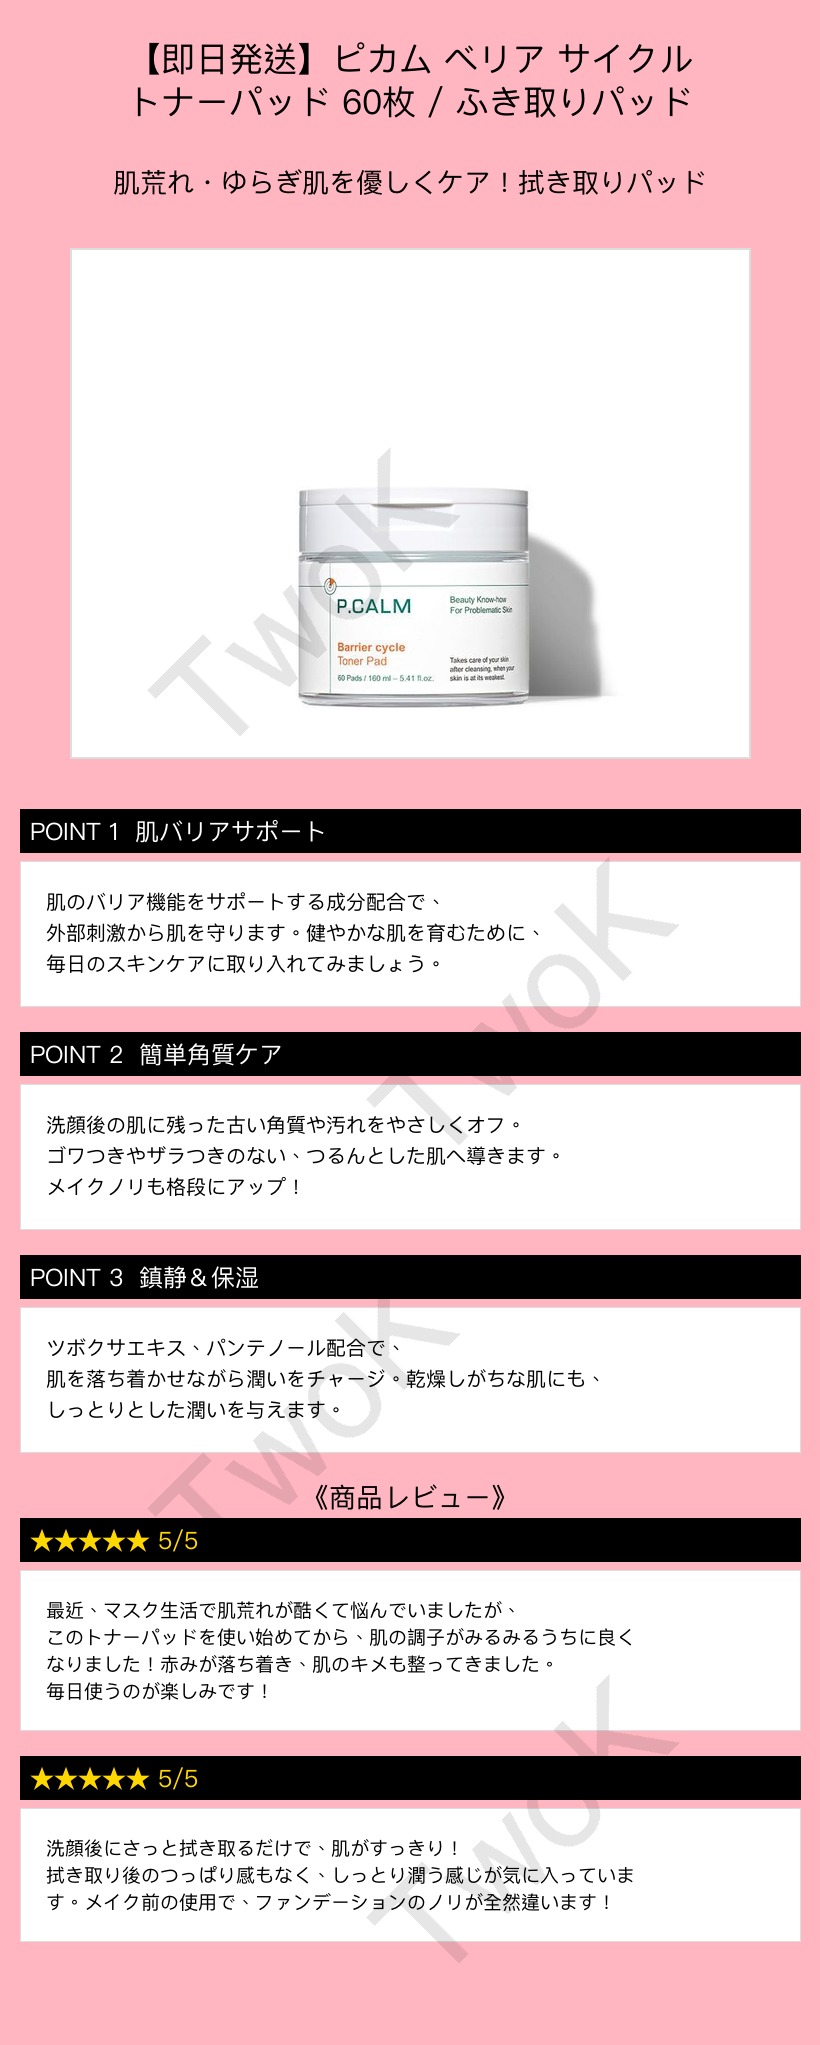 【即日発送】ピカム ベリア サイクル
トナーパッド 60枚 / ふき取りパッド
肌荒れ・ゆらぎ肌を優しくケア！拭き取りパッド
P.CALM
Beauty Know-how
For Problematic Skin
Barrier cycle
Toner Pad
60 Pads / 160 ml – 5.41 fl.oz.
Takes care of your skin
after cleansing, when your
skin is at its weakest.
TwoK
POINT 1 肌バリアサポート
肌のバリア機能をサポートする成分配合で、
外部刺激から肌を守ります。健やかな肌を育むために、
毎日のスキンケアに取り入れてみましょう。
TwoK
POINT 2 簡単角質ケア
洗顔後の肌に残った古い角質や汚れをやさしくオフ。
ゴワつきやザラつきのない、つるんとした肌へ導きます。
メイクノリも格段にアップ！
POINT 3 鎮静＆保湿
ツボクサエキス、パンテノール配合で、
肌を落ち着かせながら潤いをチャージ。乾燥しがちな肌にも、
しっとりとした潤いを与えます。
TwoK
《商品レビュー》
★★★★★ 5/5
最近、マスク生活で肌荒れが酷くて悩んでいましたが、
このトナーパッドを使い始めてから、肌の調子がみるみるうちに良く
なりました！赤みが落ち着き、肌のキメも整ってきました。
毎日使うのが楽しみです！
★★★★★ 5/5
洗顔後にさっと拭き取るだけで、肌がすっきり！
拭き取り後のつっぱり感もなく、しっとり潤う感じが気に入っていま
す。メイク前の使用で、ファンデーションのノリが全然違います！
TwoK